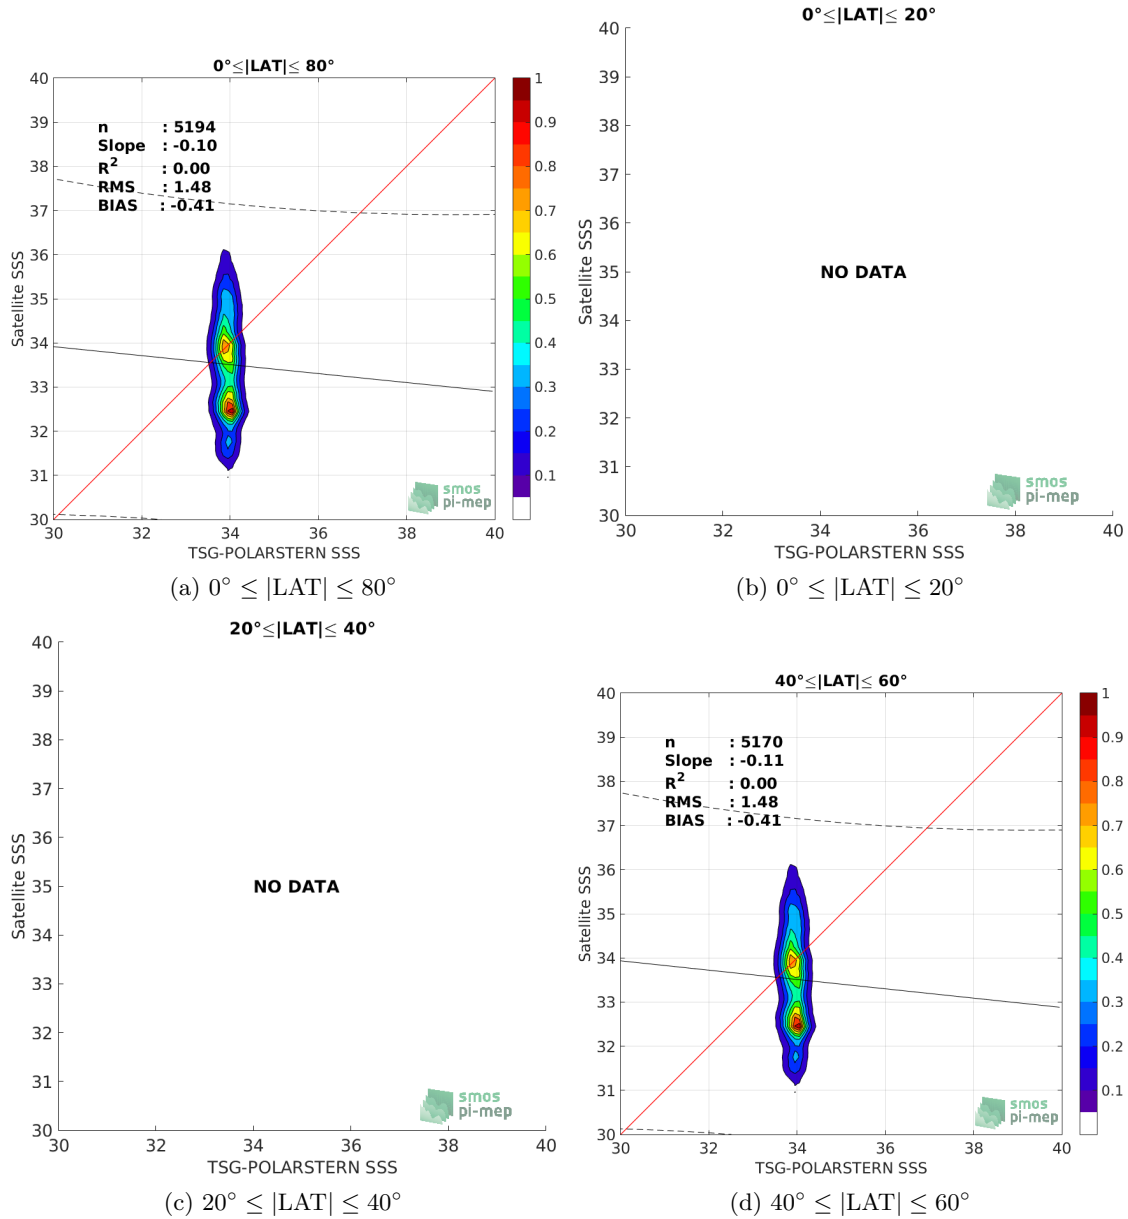 0°≤|LAT|≤ 80°
n : 5194
Slope : -0.10
R² : 0.00
RMS : 1.48
BIAS : -0.41
40
39
38
37
36
35
34
33
32
31
30
Satellite SSS
30 32 34 36 38 40
TSG-POLARSTERN SSS
1
0.9
0.8
0.7
0.6
0.5
0.4
0.3
0.2
0.1
smos
pi-mep
(a) 0° ≤ |LAT| ≤ 80°
0°≤|LAT|≤ 20°
40
39
38
37
36
35
34
33
32
31
30
Satellite SSS
NO DATA
smos
pi-mep
30 32 34 36 38 40
TSG-POLARSTERN SSS
(b) 0° ≤ |LAT| ≤ 20°
20°≤|LAT|≤ 40°
40
39
38
37
36
35
34
33
32
31
30
Satellite SSS
NO DATA
smos
pi-mep
30 32 34 36 38 40
TSG-POLARSTERN SSS
(c) 20° ≤ |LAT| ≤ 40°
40°≤|LAT|≤ 60°
n : 5170
Slope : -0.11
R² : 0.00
RMS : 1.48
BIAS : -0.41
40
39
38
37
36
35
34
33
32
31
30
Satellite SSS
30 32 34 36 38 40
TSG-POLARSTERN SSS
1
0.9
0.8
0.7
0.6
0.5
0.4
0.3
0.2
0.1
smos
pi-mep
(d) 40° ≤ |LAT| ≤ 60°